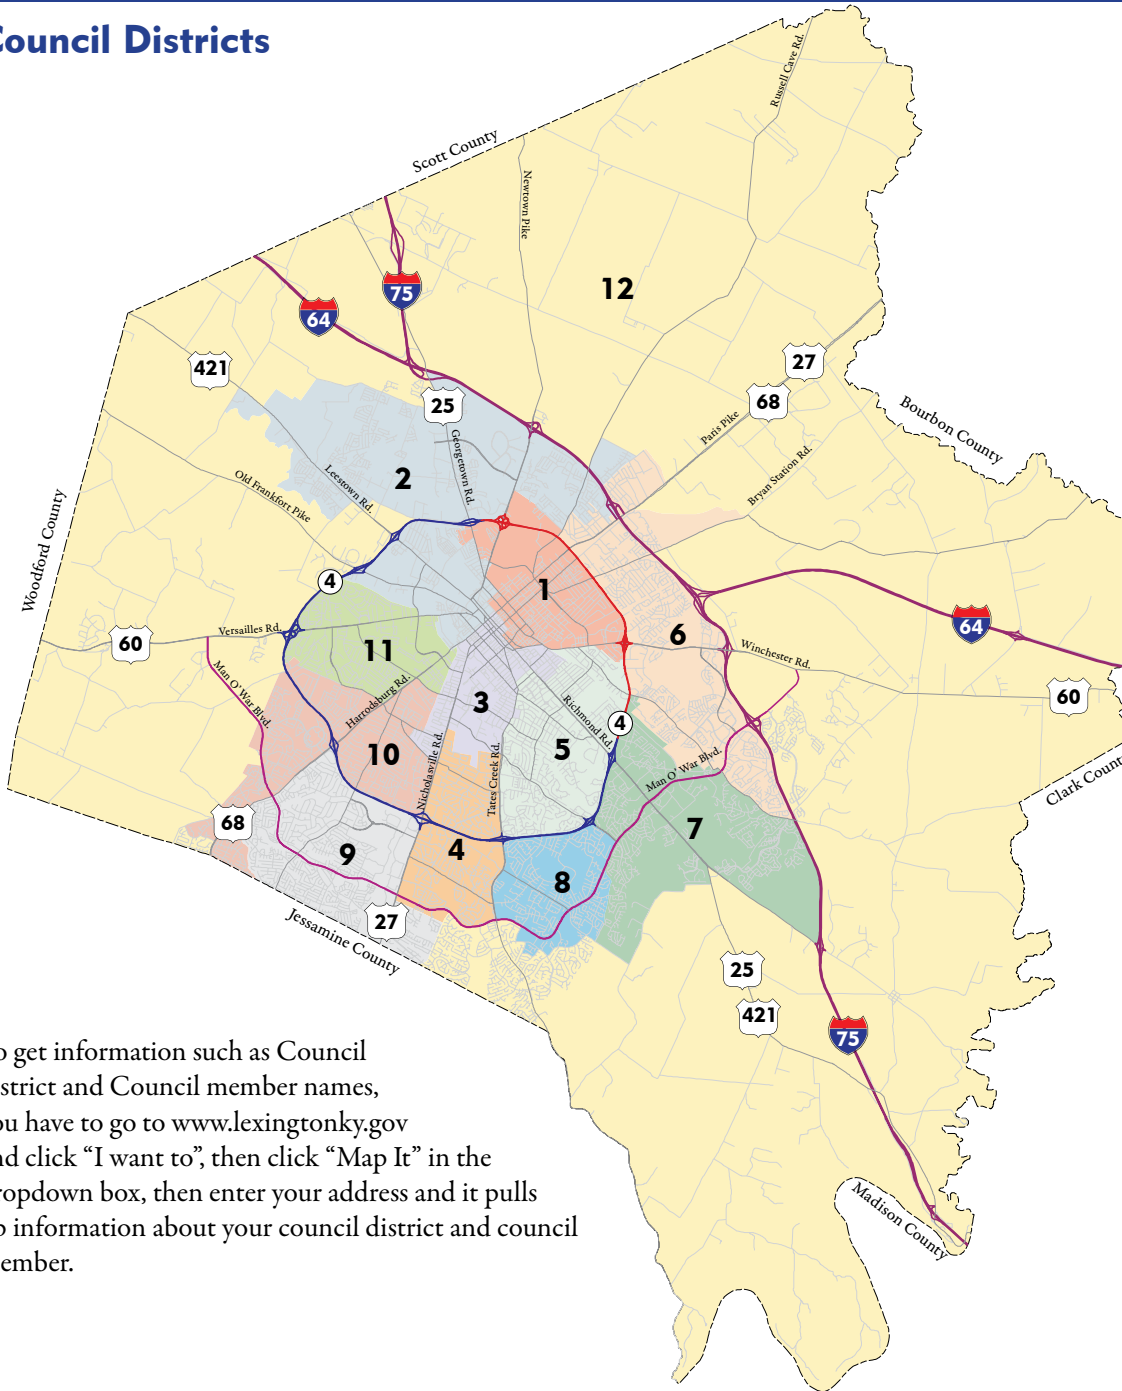 Council Districts
Russell Cave Rd.
Scott County
Newtown Pike
75
12
64
27
421
68
25
Bourbon County
Paris Pike
Georgetown Rd.
2
Leestown Rd.
Bryan Station Rd.
Old Frankfort Pike
Woodford County
4
1
64
Versailles Rd.
6
60
11
Winchester Rd.
Man O' War Blvd.
Harrodsburg Rd.
3
60
Richmond Rd.
4
5
10
Nicholasville Rd.
Tates Creek Rd.
Man O' War Blvd.
Clark Count
68
7
9
4
8
27
Jessamine County
25
421
75
o get information such as Council
strict and Council member names,
ou have to go to www.lexingtonky.gov
nd click “I want to”, then click “Map It” in the
ropdown box, then enter your address and it pulls
p information about your council district and council
ember.
Madison County